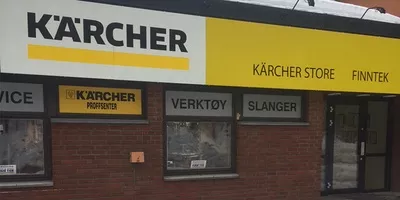 KÄRCHER
KÄRCHER STORE FINNTEK
VICE
KÄRCHER
PROFFSENTER
VERKTØY
SLANGER